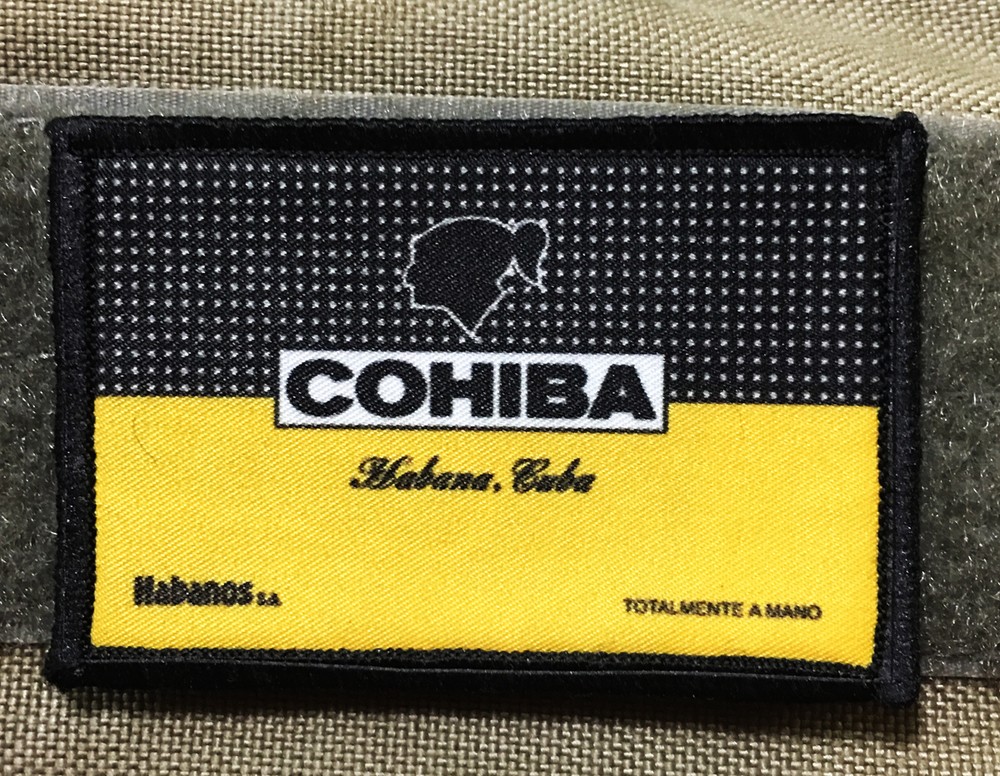 COHIBA
Habana, Cuba
Habanos S.A.
TOTALMENTE A MANO